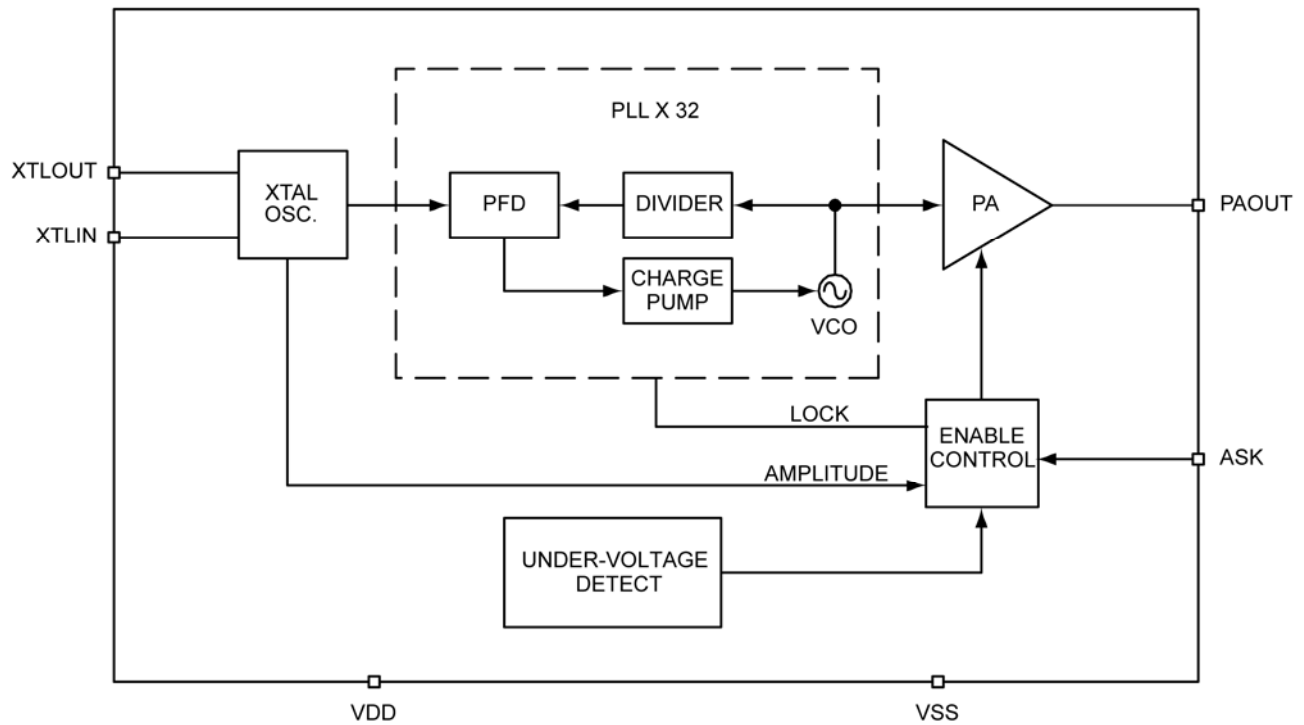 PLL X 32
XTLOUT
XTAL
OSC.
XTLIN
PFD
DIVIDER
PA
PAOUT
CHARGE
PUMP
VCO
LOCK
ENABLE
CONTROL
ASK
AMPLITUDE
UNDER-VOLTAGE
DETECT
VDD
VSS